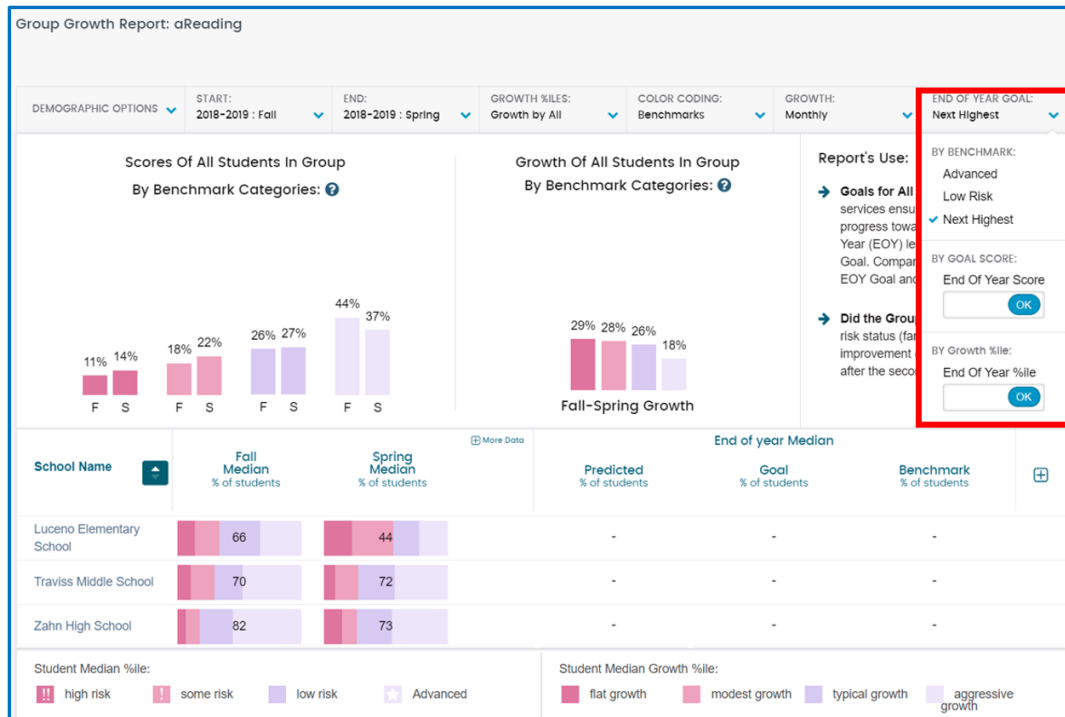 Group Growth Report: aReading
DEMOGRAPHIC OPTIONS
START:
2018-2019 : Fall
END:
2018-2019 : Spring
GROWTH %ILES:
Growth by All
COLOR CODING:
Benchmarks
GROWTH:
Monthly
END OF YEAR GOAL:
Next Highest
BY BENCHMARK:
Advanced
Low Risk
Next Highest
BY GOAL SCORE:
End Of Year Score
OK
BY Growth %ile:
End Of Year %ile
OK
Scores Of All Students In Group
By Benchmark Categories: ?
11% 14% 18% 22% 26% 27% 44% 37%
F S F S F S F S
Growth Of All Students In Group
By Benchmark Categories: ?
29% 28% 26% 18%
Fall-Spring Growth
Report's Use:
Goals for All
services ensu
progress towa
Year (EOY) le
Goal. Compar
EOY Goal and
Did the Group
risk status (far
improvement
after the seco
School Name
Fall
Median
% of students
Spring
Median
% of students
More Data
End of year Median
Predicted
% of students
Goal
% of students
Benchmark
% of students
Luceno Elementary
School
66 44 - - -
Traviss Middle School 70 72 - - -
Zahn High School 82 73 - - -
Student Median %ile:
!! high risk ! some risk low risk Advanced
Student Median Growth %ile:
flat growth modest growth typical growth aggressive
growth